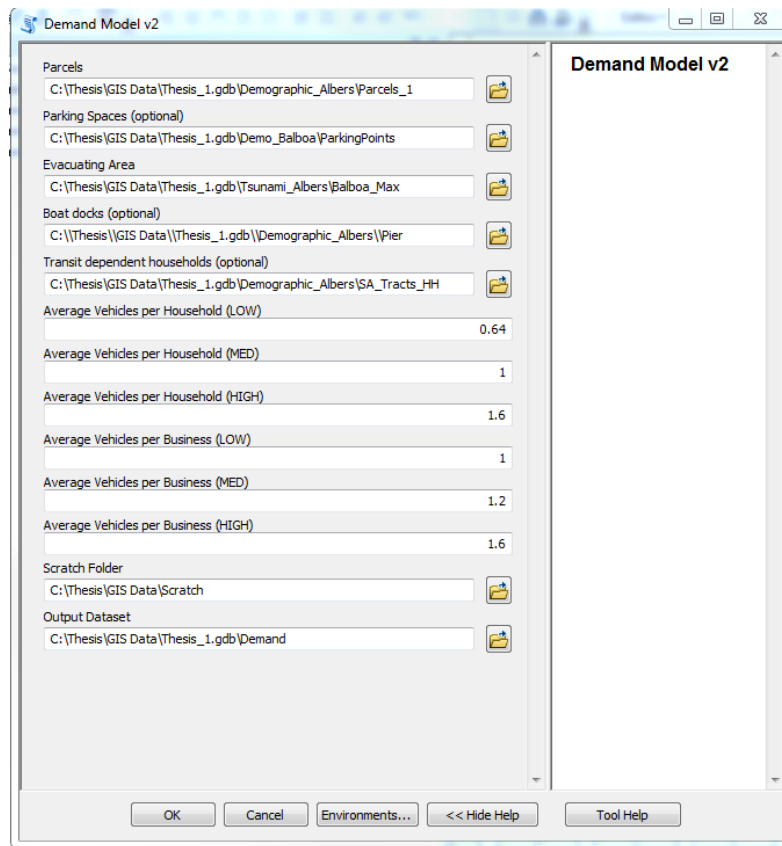 Demand Model v2
Parcels
C:\Thesis\GIS Data\Thesis_1.gdb\Demographic_Albers\Parcels_1
Parking Spaces (optional)
C:\Thesis\GIS Data\Thesis_1.gdb\Demo_Balboa\ParkingPoints
Evacuating Area
C:\Thesis\GIS Data\Thesis_1.gdb\Tsunami_Albers\Balboa_Max
Boat docks (optional)
C:\\Thesis\\GIS Data\\Thesis_1.gdb\\Demographic_Albers\\Pier
Transit dependent households (optional)
C:\Thesis\GIS Data\Thesis_1.gdb\Demographic_Albers\SA_Tracts_HH
Average Vehicles per Household (LOW)
0.64
Average Vehicles per Household (MED)
1
Average Vehicles per Household (HIGH)
1.6
Average Vehicles per Business (LOW)
1
Average Vehicles per Business (MED)
1.2
Average Vehicles per Business (HIGH)
1.6
Scratch Folder
C:\Thesis\GIS Data\Scratch
Output Dataset
C:\Thesis\GIS Data\Thesis_1.gdb\Demand
Demand Model v2
OK
Cancel
Environments...
<< Hide Help
Tool Help